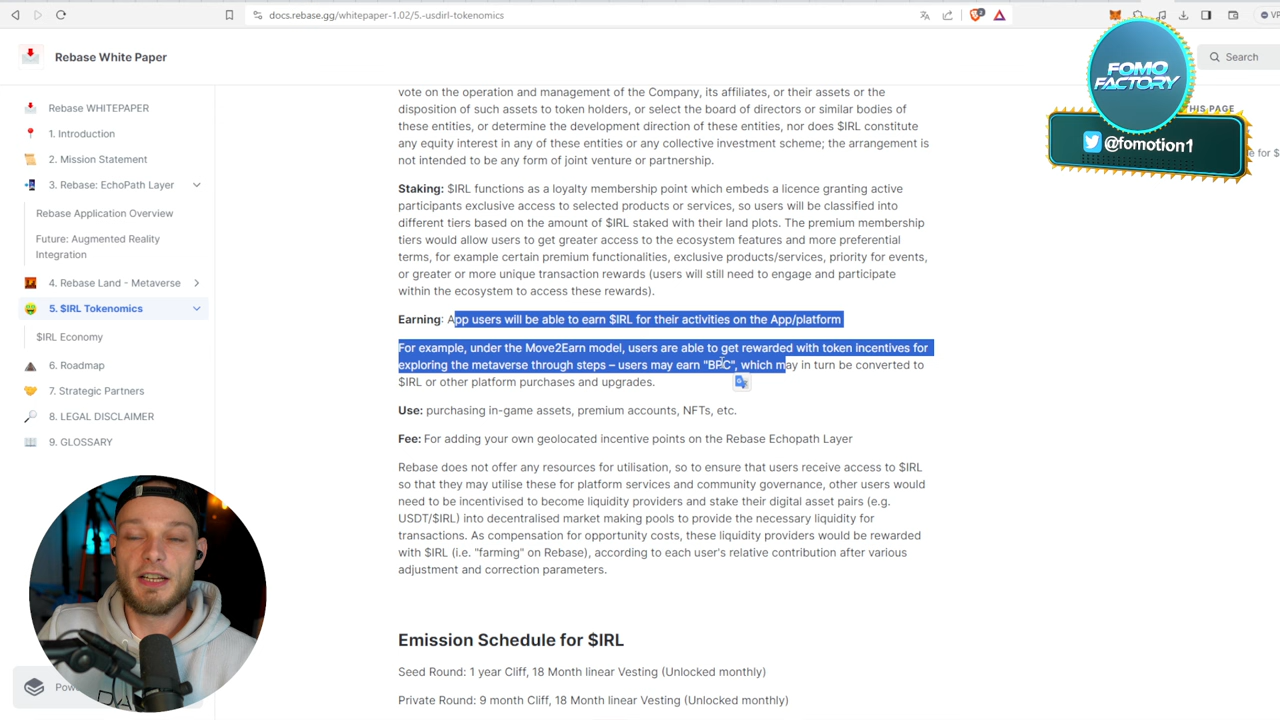 docs.rebase.gg/whitepaper-1.02/5.-usdirl-tokenomics
2
Rebase White Paper
Search
FOMO
FACTORY
@fomotion1
Rebase WHITEPAPER
1. Introduction
2. Mission Statement
3. Rebase: EchoPath Layer
Rebase Application Overview
Future: Augmented Reality
Integration
4. Rebase Land - Metaverse
5. $IRL Tokenomics
$IRL Economy
6. Roadmap
7. Strategic Partners
8. LEGAL DISCLAIMER
9. GLOSSARY
vote on the operation and management of the Company, its affiliates, or their assets or the
disposition of such assets to token holders, or select the board of directors or similar bodies of
these entities, or determine the development direction of these entities, nor does $IRL constitute
any equity interest in any of these entities or any collective investment scheme; the arrangement is
not intended to be any form of joint venture or partnership.
Staking: $IRL functions as a loyalty membership point which embeds a licence granting active
participants exclusive access to selected products or services, so users will be classified into
different tiers based on the amount of $IRL staked with their land plots. The premium membership
tiers would allow users to get greater access to the ecosystem features and more preferential
terms, for example certain premium functionalities, exclusive products/services, priority for events,
or greater or more unique transaction rewards (users will still need to engage and participate
within the ecosystem to access these rewards).
Earning: App users will be able to earn $IRL for their activities on the App/platform
For example, under the Move2Earn model, users are able to get rewarded with token incentives for
exploring the metaverse through steps – users may earn "BPC", which may in turn be converted to
$IRL or other platform purchases and upgrades.
Use: purchasing in-game assets, premium accounts, NFTs, etc.
Fee: For adding your own geolocated incentive points on the Rebase Echopath Layer
Rebase does not offer any resources for utilisation, so to ensure that users receive access to $IRL
so that they may utilise these for platform services and community governance, other users would
need to be incentivised to become liquidity providers and stake their digital asset pairs (e.g.
USDT/$IRL) into decentralised market making pools to provide the necessary liquidity for
transactions. As compensation for opportunity costs, these liquidity providers would be rewarded
with $IRL (i.e. "farming" on Rebase), according to each user's relative contribution after various
adjustment and correction parameters.
Emission Schedule for $IRL
Seed Round: 1 year Cliff, 18 Month linear Vesting (Unlocked monthly)
Private Round: 9 month Cliff, 18 Month linear Vesting (Unlocked monthly)
HIS PAGE
e for $S